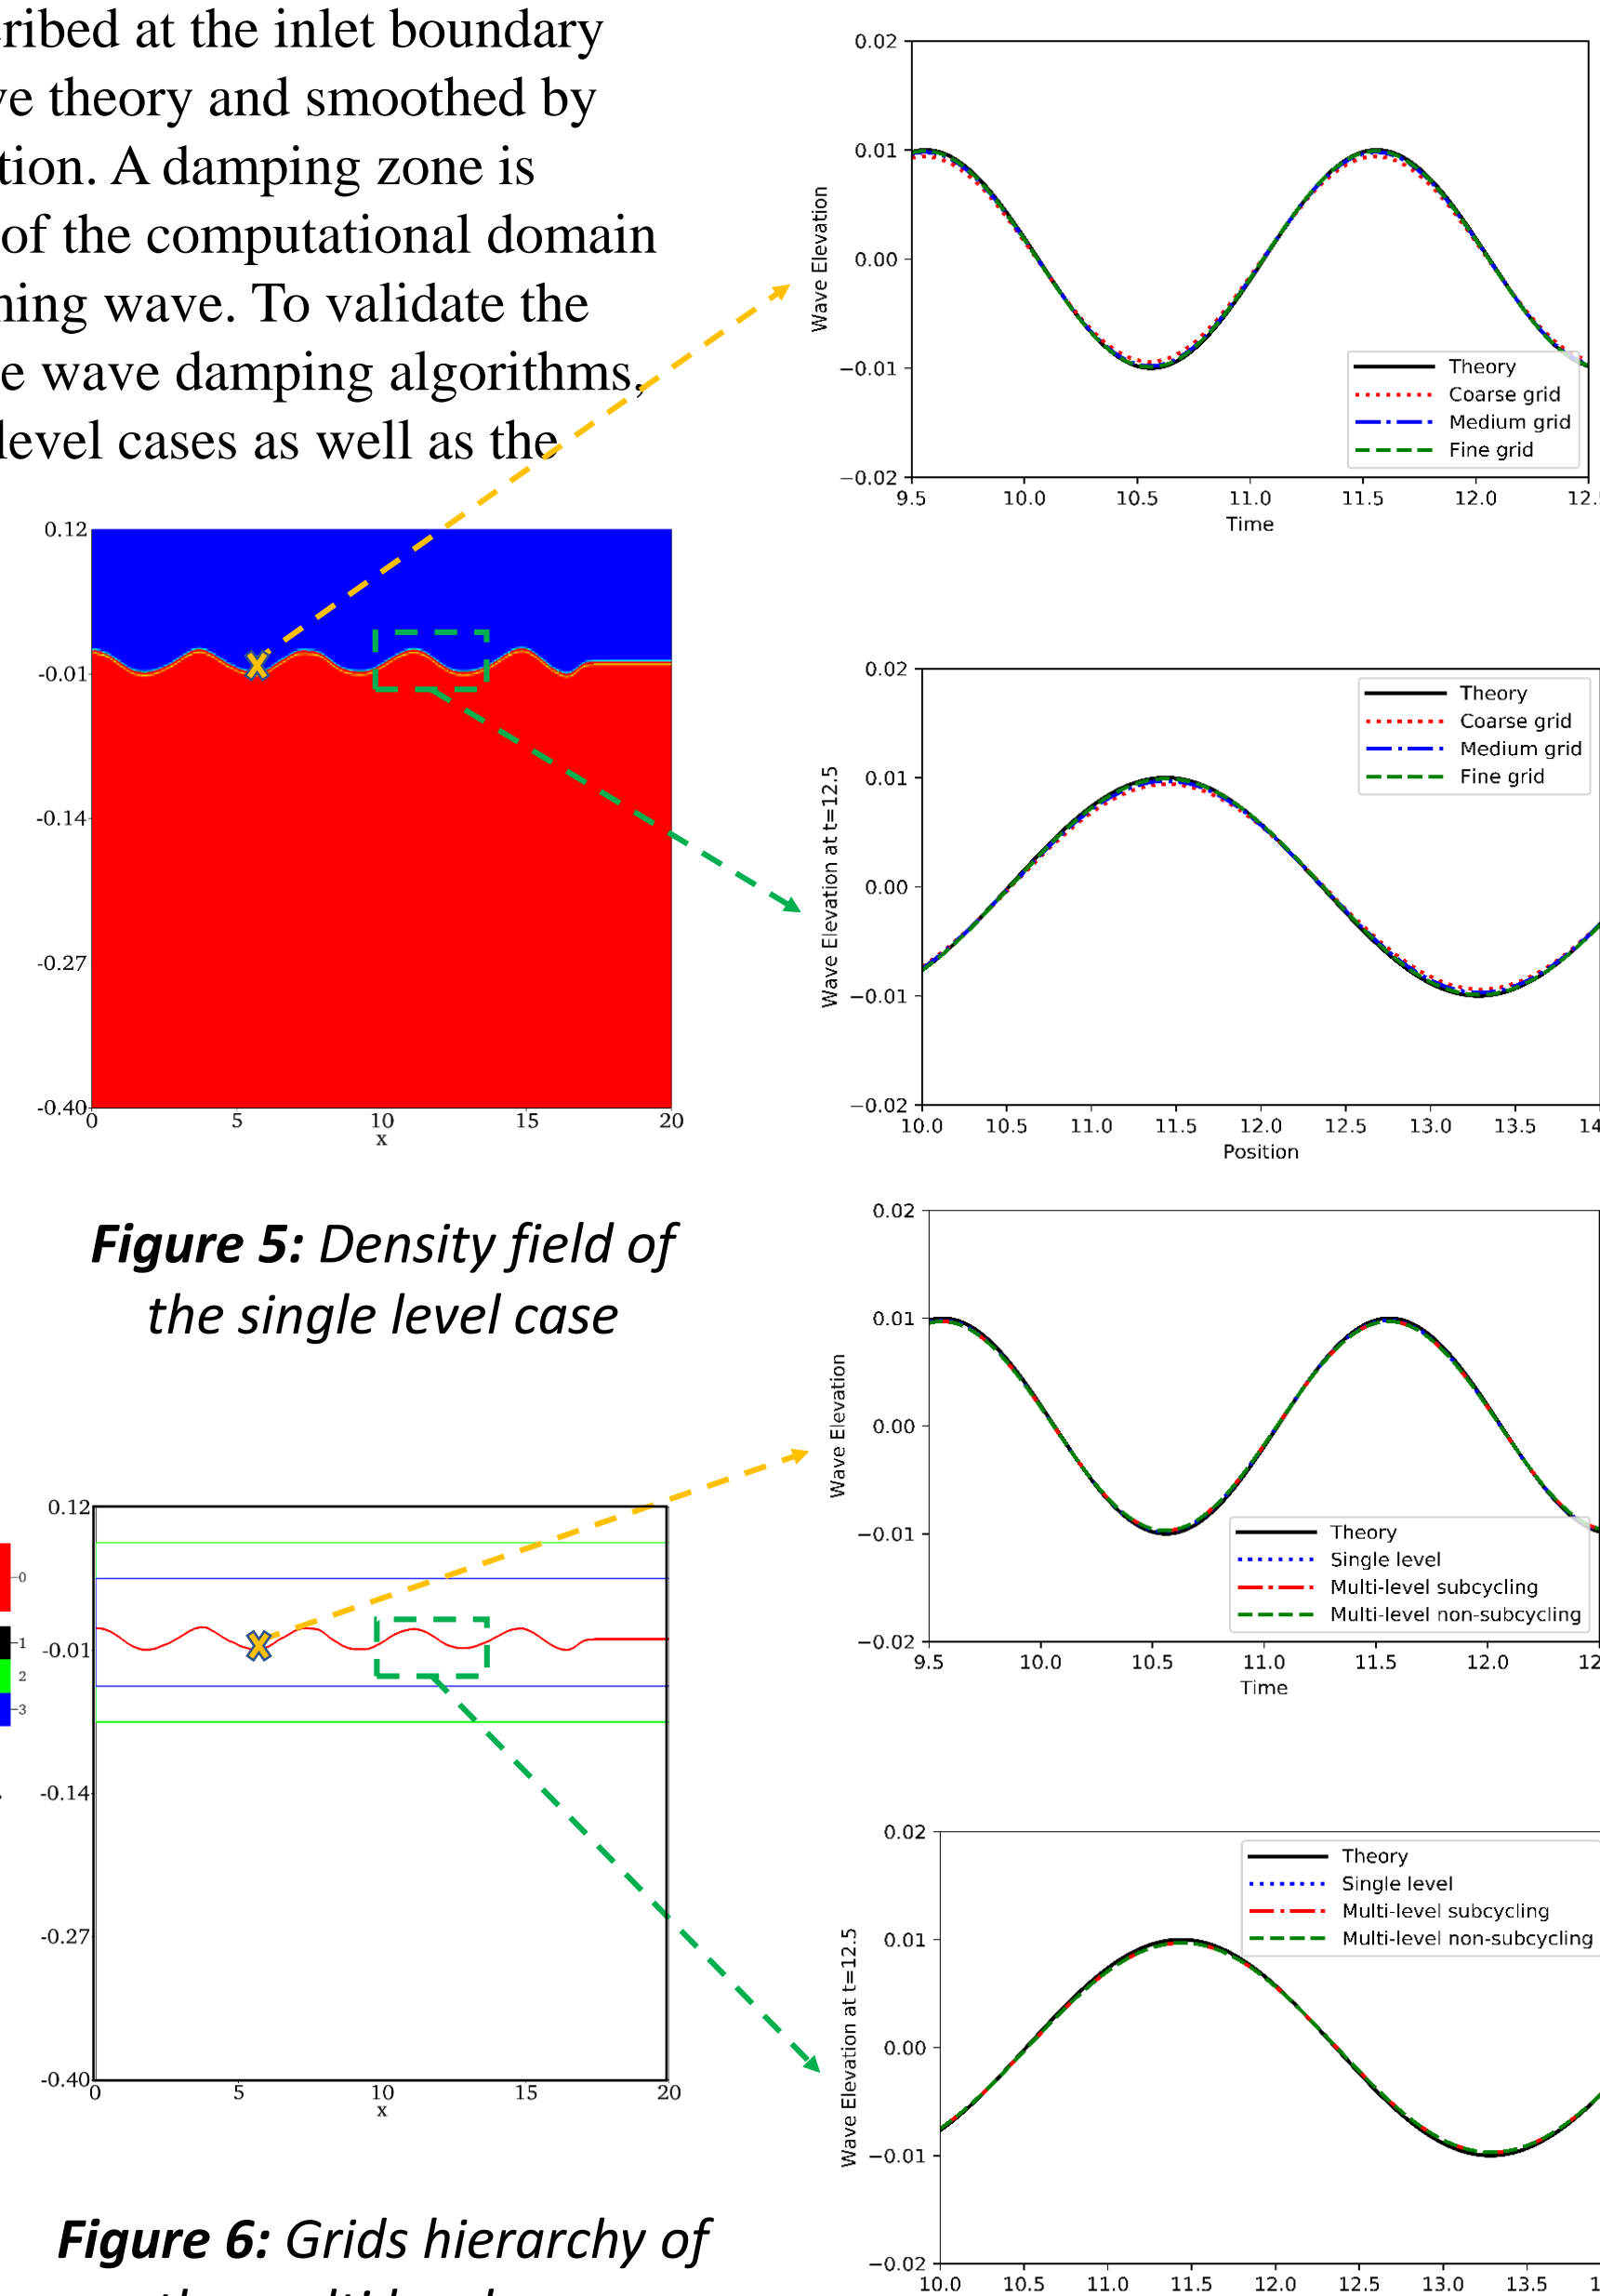 ribed at the inlet boundary
ve theory and smoothed by
tion. A damping zone is
of the computational domain
ning wave. To validate the
e wave damping algorithms,
level cases as well as the
0.02
0.01
0.00
−0.01
−0.02
Wave Elevation
Theory
Coarse grid
Medium grid
Fine grid
9.5 10.0 10.5 11.0 11.5 12.0 12.5
Time
0.12
-0.01
-0.14
-0.27
-0.40
0 5 10 15 20
x
0.02
0.01
0.00
−0.01
−0.02
Wave Elevation at t=12.5
Theory
Coarse grid
Medium grid
Fine grid
10.0 10.5 11.0 11.5 12.0 12.5 13.0 13.5 14
Position
Figure 5: Density field of
the single level case
0.02
0.01
0.00
−0.01
−0.02
Wave Elevation
Theory
Single level
Multi-level subcycling
Multi-level non-subcycling
9.5 10.0 10.5 11.0 11.5 12.0 12
Time
0
1
2
3
0.12
-0.01
-0.14
-0.27
-0.40
0 5 10 15 20
x
0.02
0.01
0.00
−0.01
−0.02
Wave Elevation at t=12.5
Theory
Single level
Multi-level subcycling
Multi-level non-subcycling
10.0 10.5 11.0 11.5 12.0 12.5 13.0 13.5
Figure 6: Grids hierarchy of